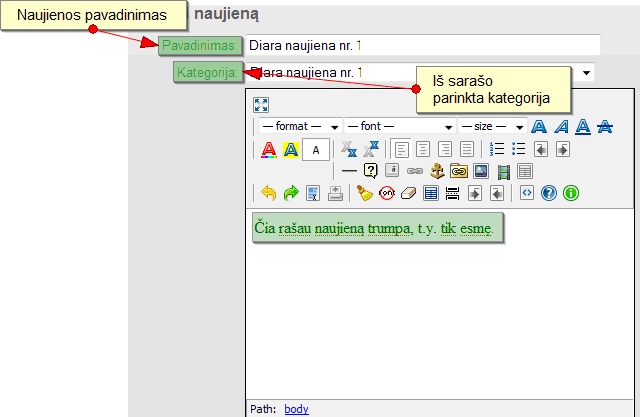 Naujienos pavadinimas
naujieną
Pavadinimas:
Diara naujiena nr. 1
Kategorija:
Diara naujiena nr. 1
Iš sarašo
parinkta kategorija
— format —
— font —
— size —
Čia rašau naujieną trumpa, t.y. tik esmę.
Path: body